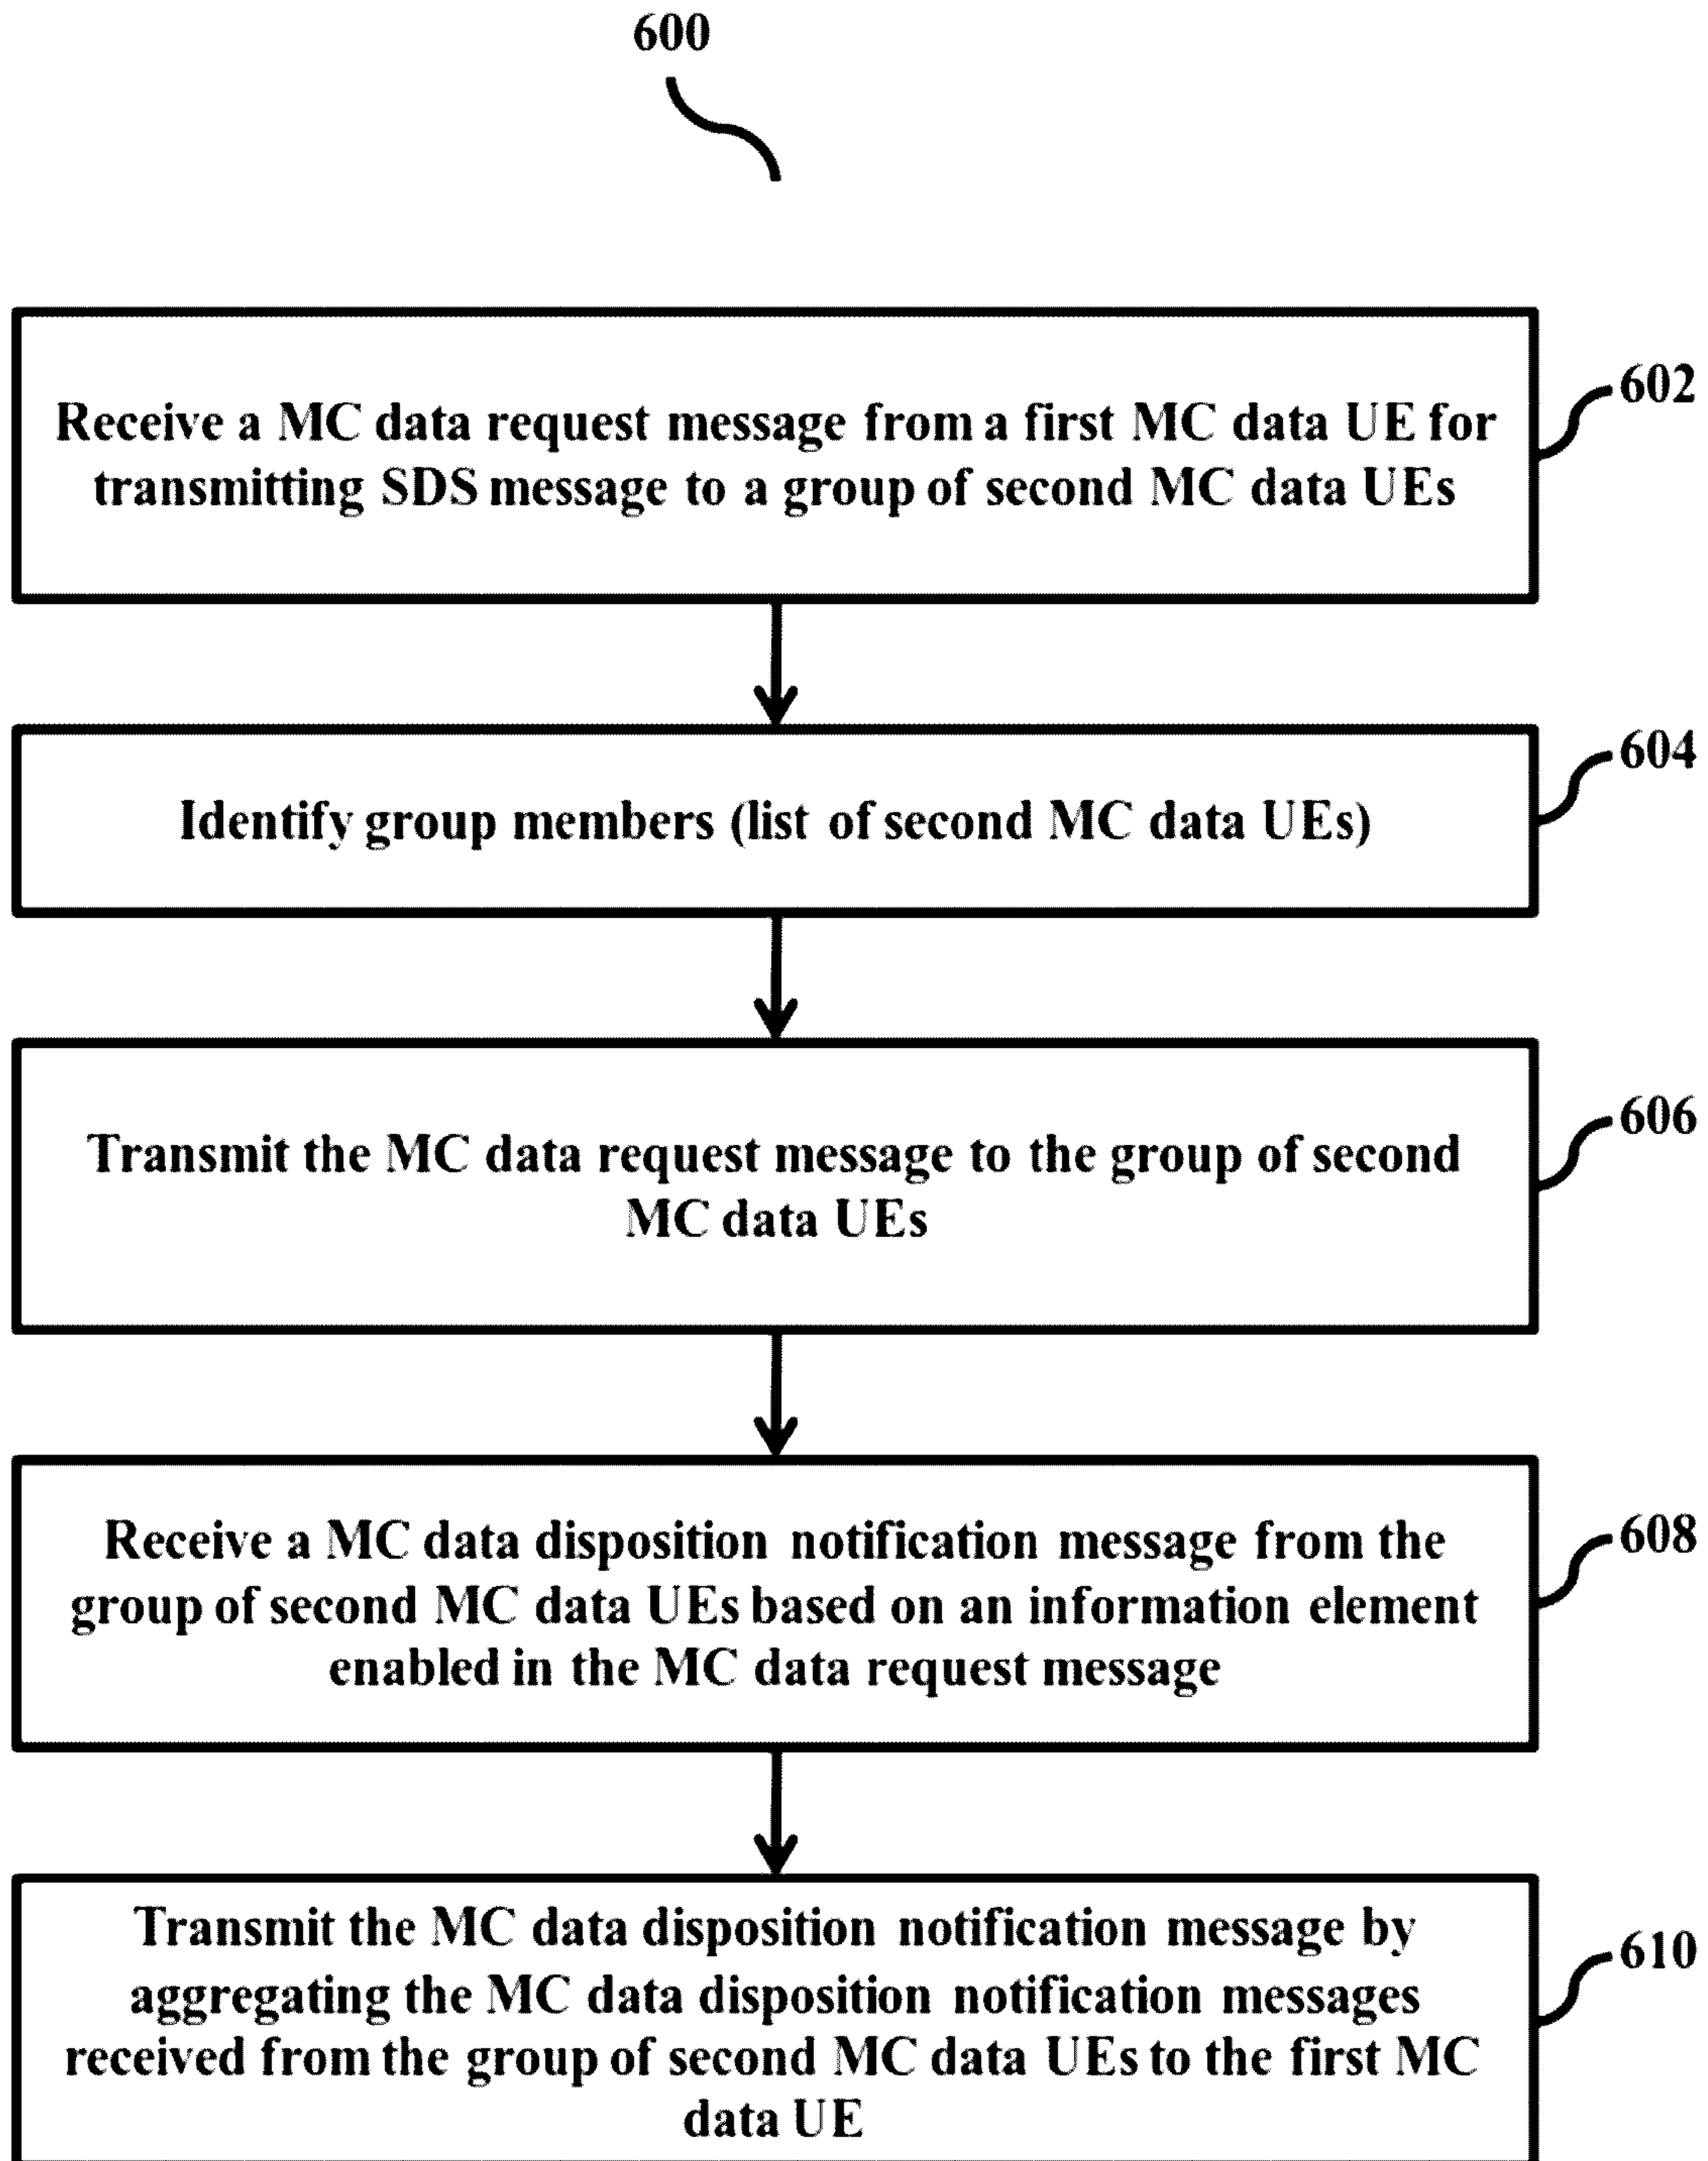 600
Receive a MC data request message from a first MC data UE for
transmitting SDS message to a group of second MC data UEs
602
Identify group members (list of second MC data UEs)
604
Transmit the MC data request message to the group of second
MC data UEs
606
Receive a MC data disposition notification message from the
group of second MC data UEs based on an information element
enabled in the MC data request message
608
Transmit the MC data disposition notification message by
aggregating the MC data disposition notification messages
received from the group of second MC data UEs to the first MC
data UE
610